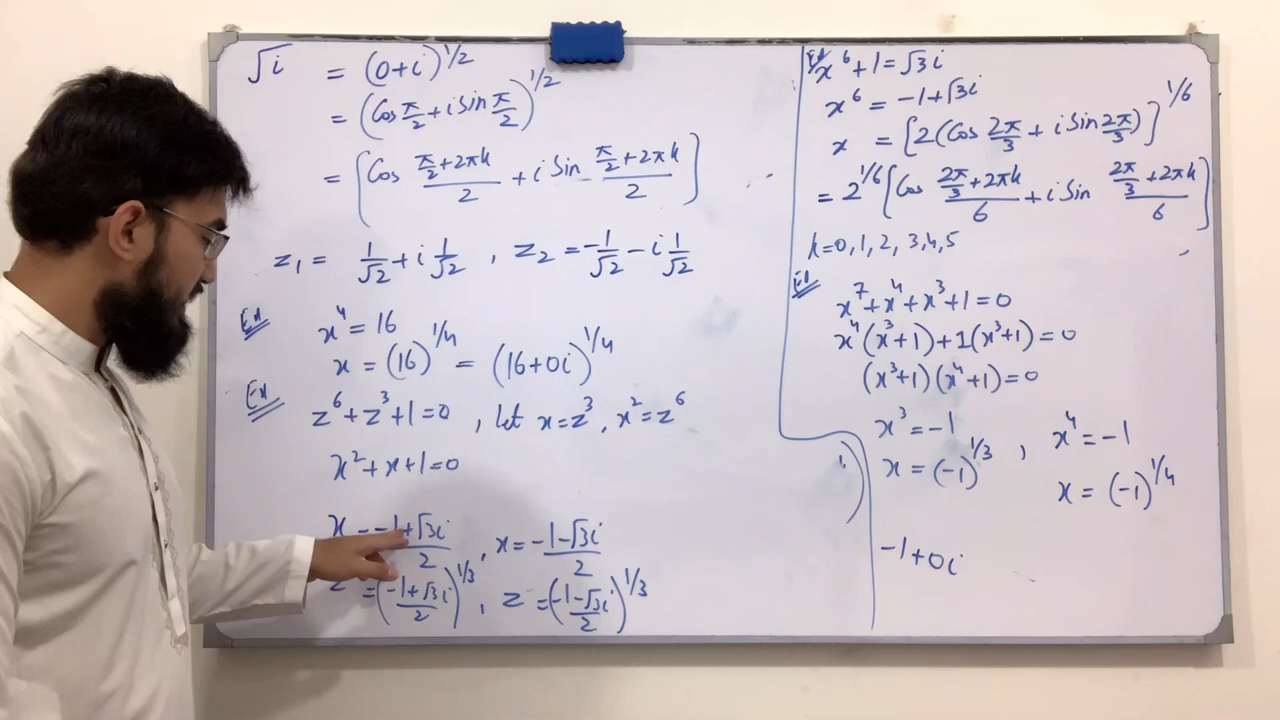 √i = (0+i)^1/2
= (Cos π/2 + i Sin π/2)^1/2
= [Cos (π/2+2πk)/2 + i Sin (π/2+2πk)/2]
z₁ = 1/√2 + i 1/√2 , z₂ = -1/√2 - i 1/√2
Ex x⁴ = 16
x = (16)^1/4 = (16+0i)^1/4
Ex z⁶+z³+1=0 , let x=z³, x²=z⁶
x²+x+1=0
x = (-1+√3i)/2 , x = (-1-√3i)/2
= ((-1+√3i)/2)^1/3 , z = ((-1-√3i)/2)^1/3
x⁶+1=√3i
x⁶ = -1+√3i
x = [2(Cos 2π/3 + i Sin 2π/3)]^1/6
= 2^1/6 [Cos (2π/3+2πk)/6 + i Sin (2π/3+2πk)/6]
k=0,1,2,3,4,5
Ex x⁷+x⁴+x³+1=0
x⁴(x³+1)+1(x³+1)=0
(x³+1)(x⁴+1)=0
x³=-1 , x⁴=-1
x=(-1)^1/3 x=(-1)^1/4
-1+0i